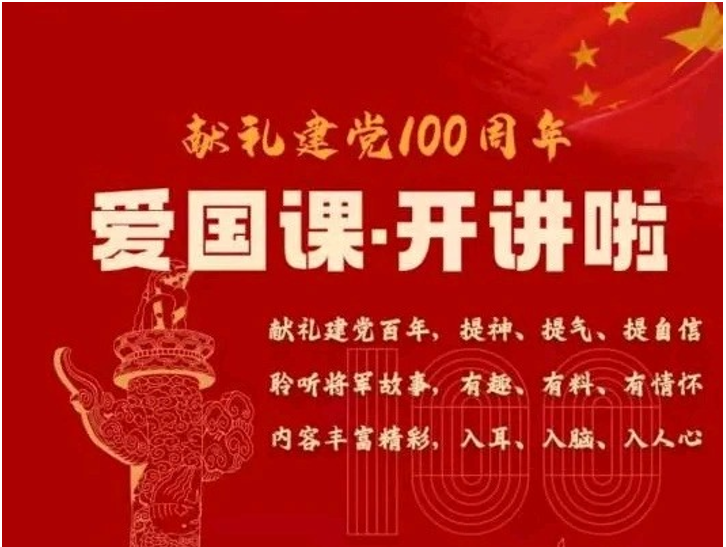 献礼建党100周年
爱国课·开讲啦
献礼建党百年，提神、提气、提自信
聆听将军故事，有趣、有料、有情怀
内容丰富精彩，入耳、入脑、入人心
100